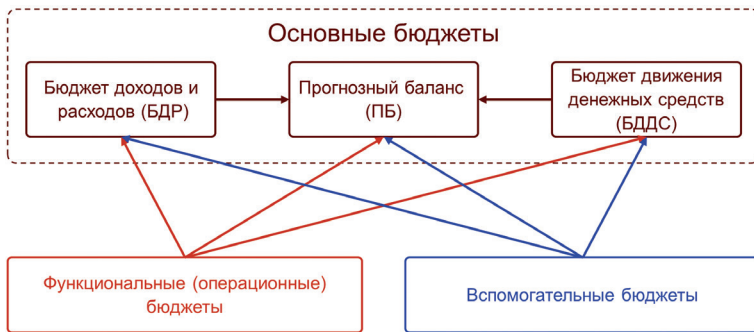 Основные бюджеты
Бюджет доходов и
расходов (БДР)
Прогнозный баланс
(ПБ)
Бюджет движения
денежных средств
(БДДС)
Функциональные (операционные)
бюджеты
Вспомогательные бюджеты